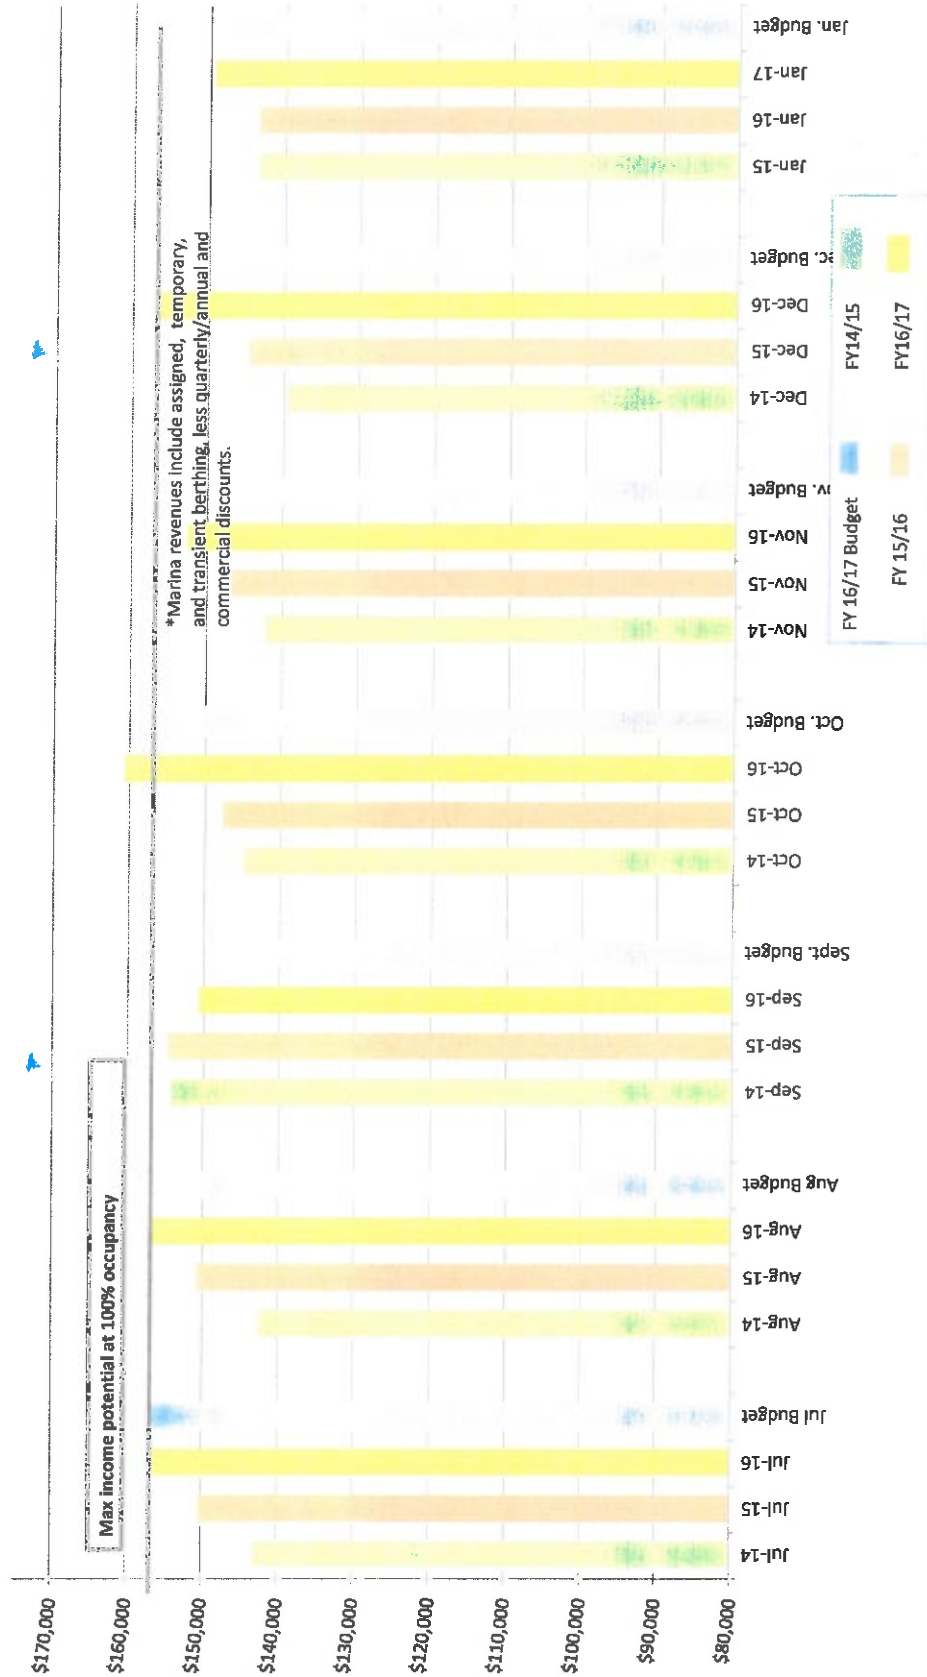 $170,000
$160,000
$150,000
$140,000
$130,000
$120,000
$110,000
$100,000
$90,000
$80,000
Max income potential at 100% occupancy
*Marina revenues include assigned, temporary,
and transient berthing, less quarterly/annual and
commercial discounts.
Jul-14
Jul-15
Jul-16
Jul Budget
Aug-14
Aug-15
Aug-16
Aug Budget
Sep-14
Sep-15
Sep-16
Sept. Budget
Oct-14
Oct-15
Oct-16
Oct. Budget
Nov-14
Nov-15
Nov-16
ov. Budget
Dec-14
Dec-15
Dec-16
ec. Budget
Jan-15
Jan-16
Jan-17
Jan. Budget
FY 16/17 Budget
FY14/15
FY 15/16
FY16/17